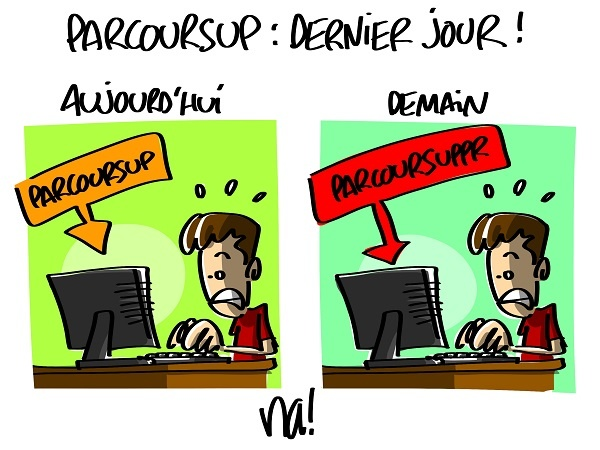 PARCOURSUP : DERNIER JOUR !
AUJOURD'HUI
DEMAIN
PARCOURSUP
PARCOURSUPPR
na!